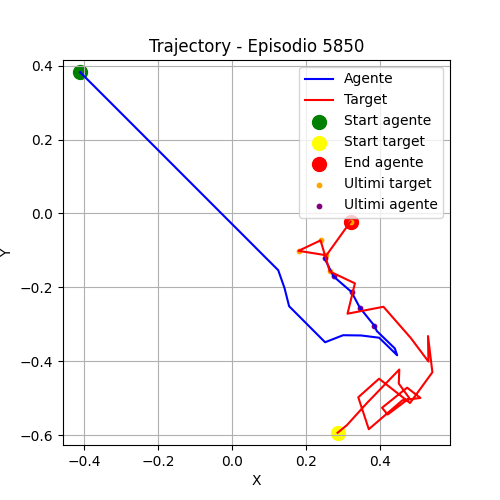 Trajectory - Episodio 5850
0.4
0.2
0.0
−0.2
−0.4
−0.6
Y
Agente
Target
Start agente
Start target
End agente
Ultimi target
Ultimi agente
−0.4 −0.2 0.0 0.2 0.4
X